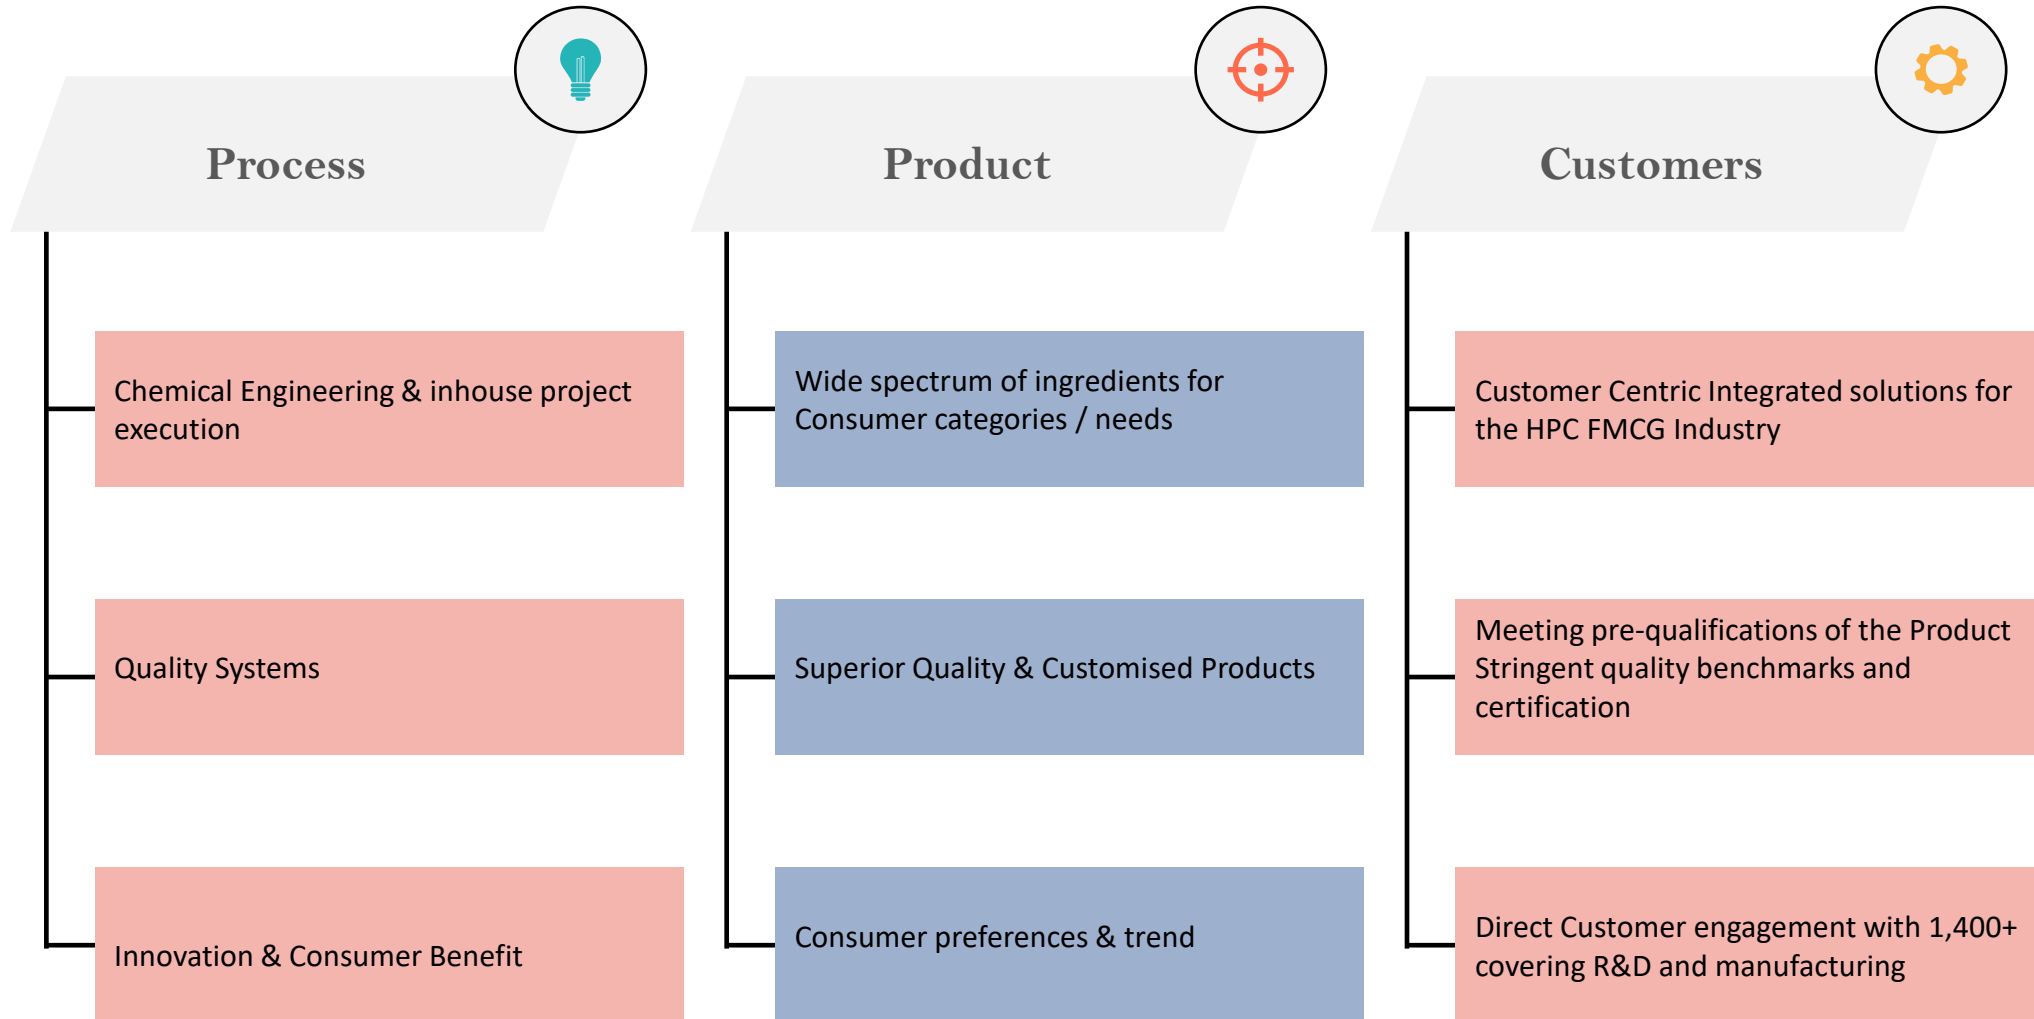 Process
Chemical Engineering & inhouse project
execution
Quality Systems
Innovation & Consumer Benefit
Product
Wide spectrum of ingredients for
Consumer categories / needs
Superior Quality & Customised Products
Consumer preferences & trend
Customers
Customer Centric Integrated solutions for
the HPC FMCG Industry
Meeting pre-qualifications of the Product
Stringent quality benchmarks and
certification
Direct Customer engagement with 1,400+
covering R&D and manufacturing